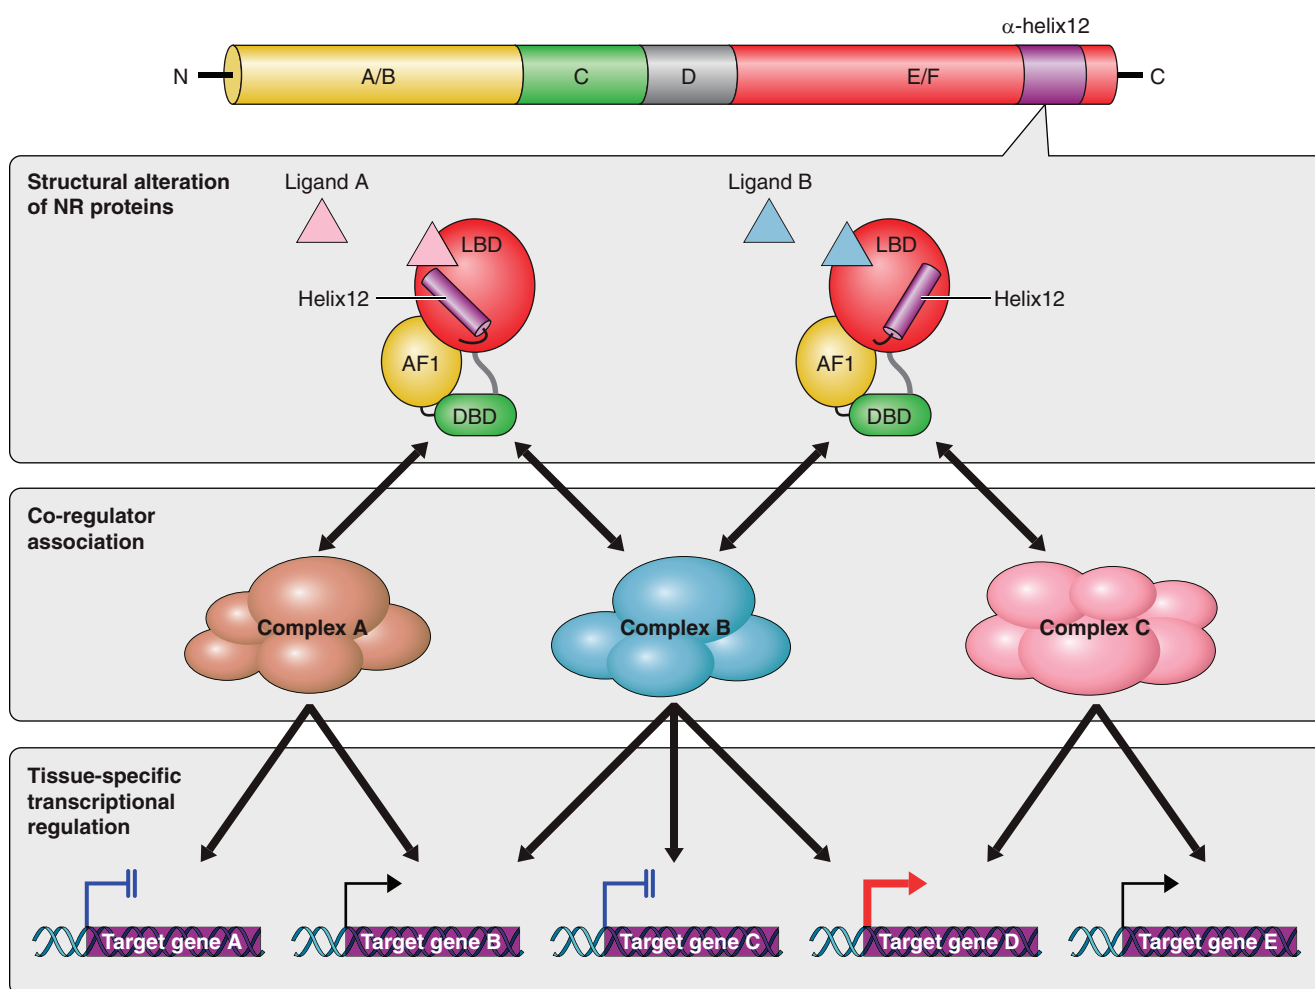 α-helix12
N
A/B
C
D
E/F
C
Structural alteration
of NR proteins
Ligand A
Ligand B
LBD
LBD
Helix12
Helix12
AF1
AF1
DBD
DBD
Co-regulator
association
Complex A
Complex B
Complex C
Tissue-specific
transcriptional
regulation
Target gene A
Target gene B
Target gene C
Target gene D
Target gene E